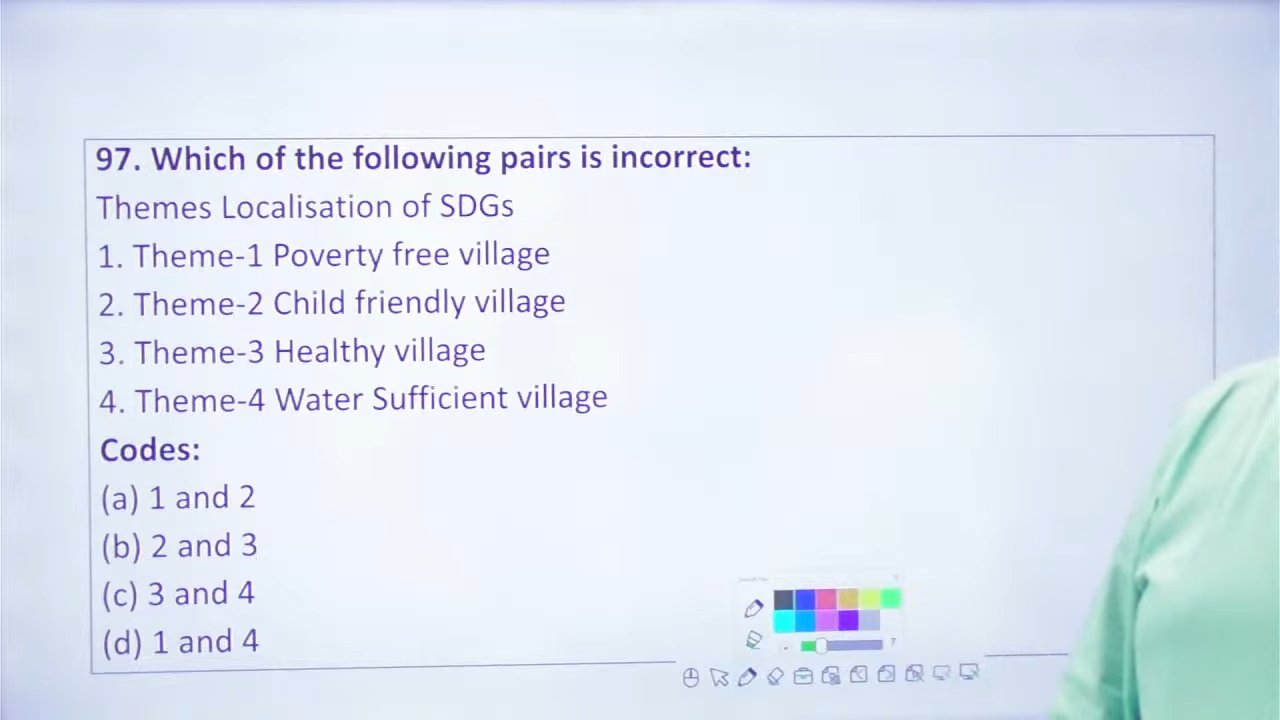 97. Which of the following pairs is incorrect:
Themes Localisation of SDGs
1. Theme-1 Poverty free village
2. Theme-2 Child friendly village
3. Theme-3 Healthy village
4. Theme-4 Water Sufficient village
Codes:
(a) 1 and 2
(b) 2 and 3
(c) 3 and 4
(d) 1 and 4
7